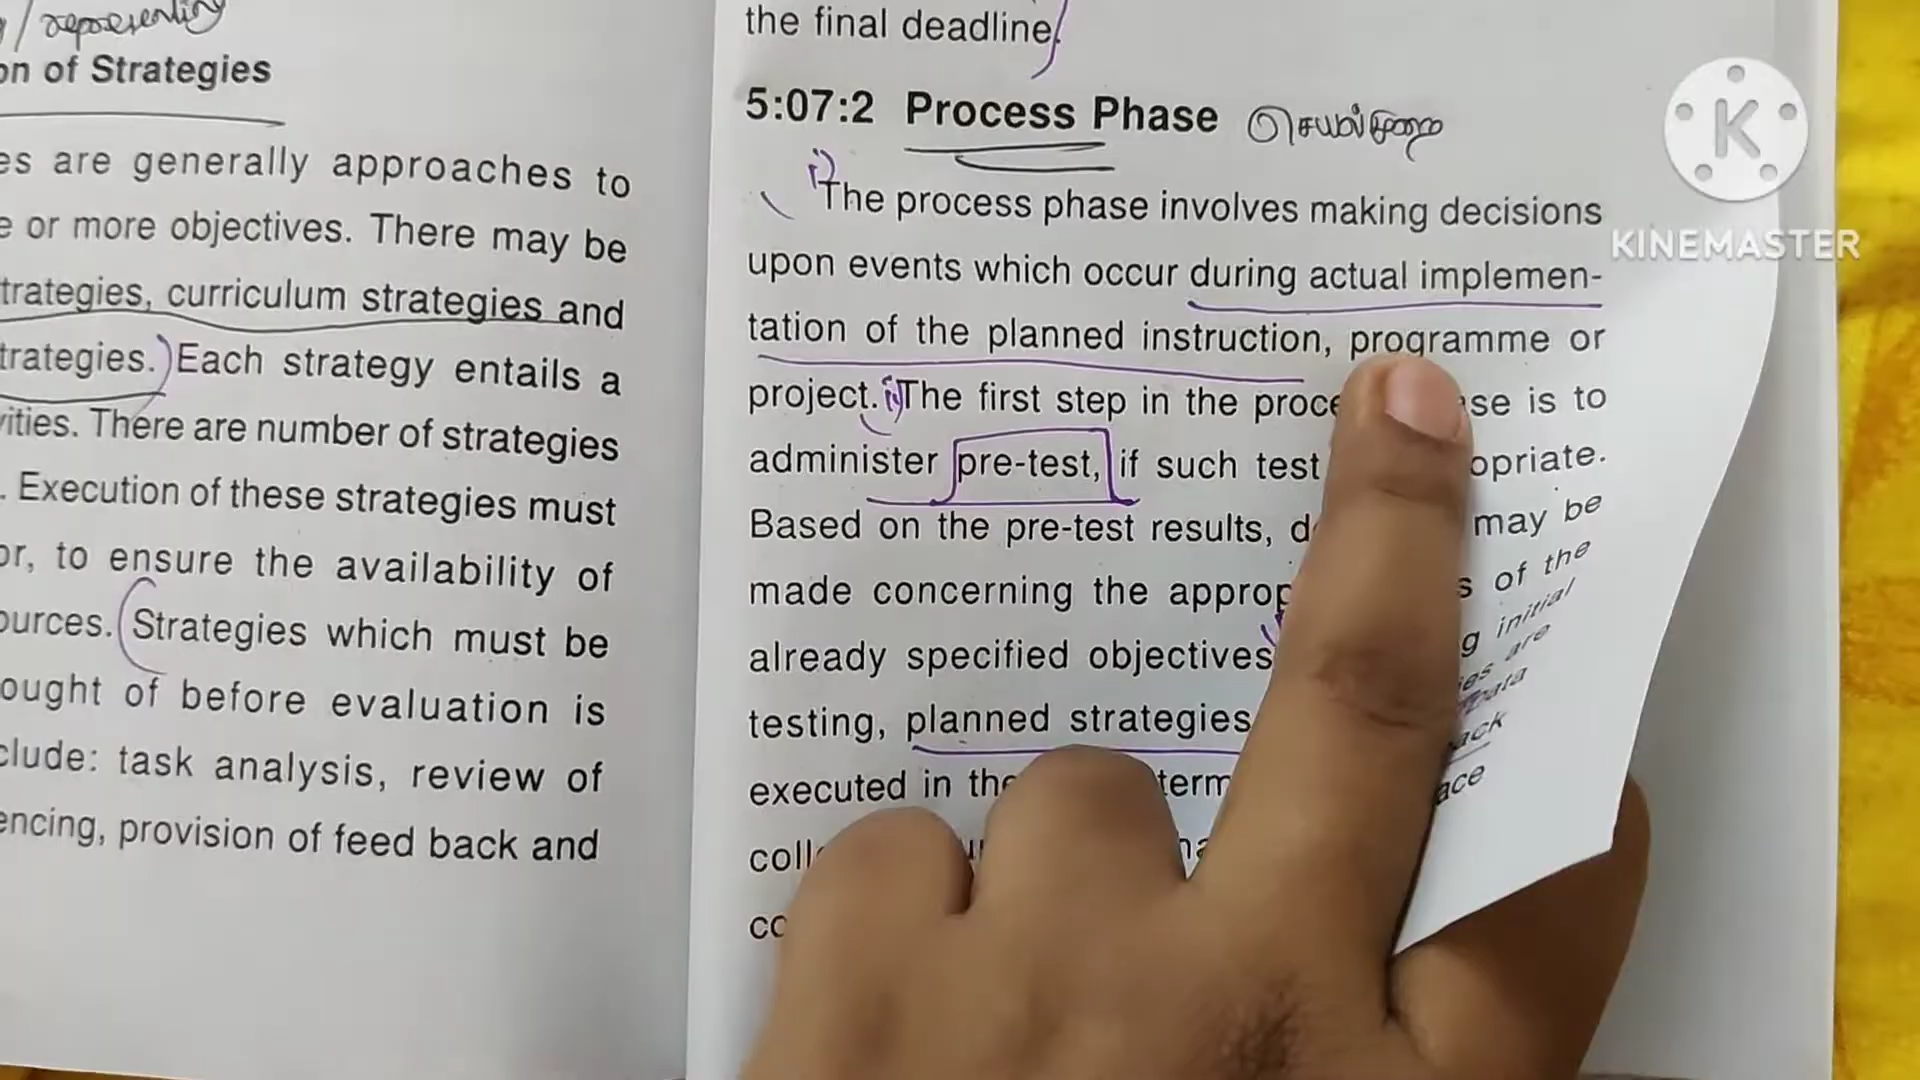 representing
on of Strategies
es are generally approaches to
e or more objectives. There may be
trategies, curriculum strategies and
trategies. Each strategy entails a
vities. There are number of strategies
. Execution of these strategies must
or, to ensure the availability of
ources. Strategies which must be
ought of before evaluation is
clude: task analysis, review of
encing, provision of feed back and
the final deadline.
5:07:2 Process Phase செயல்முறை
i) The process phase involves making decisions
upon events which occur during actual implemen-
tation of the planned instruction, programme or
project. ii) The first step in the is to
administer pre-test, if such test opriate.
Based on the pre-test results, may be
made concerning the of the
already specified objectives initial
testing, planned strategies are
executed in
KINEMASTER